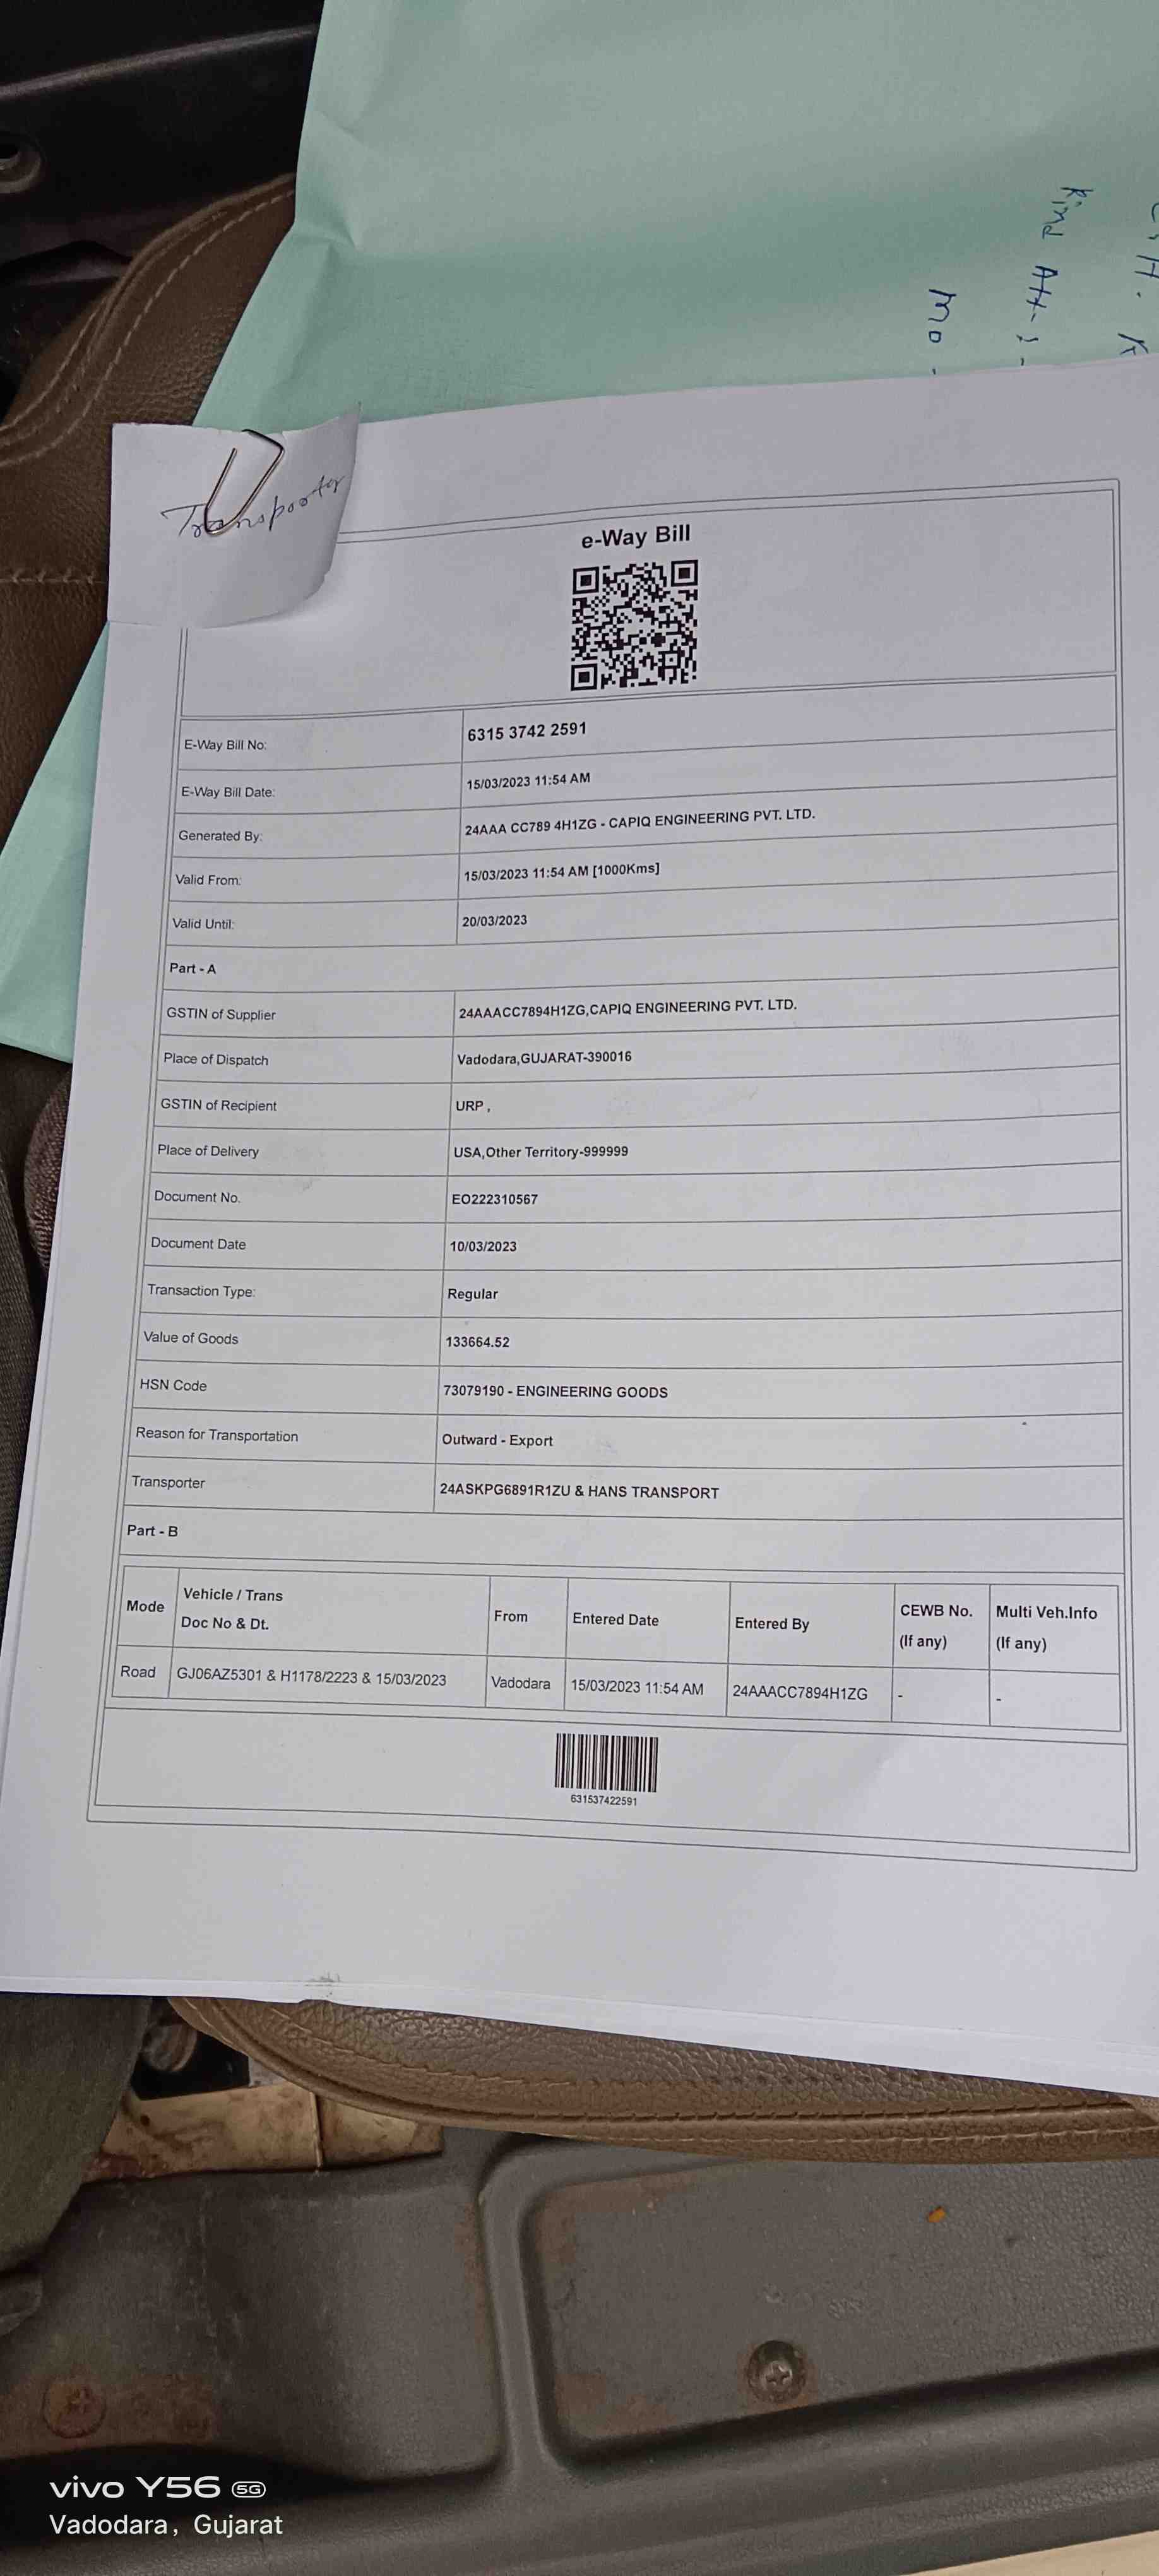 Kind Att-:-
Mo -
Transportor
e-Way Bill
E-Way Bill No: 6315 3742 2591
E-Way Bill Date: 15/03/2023 11:54 AM
Generated By: 24AAA CC789 4H1ZG - CAPIQ ENGINEERING PVT. LTD.
Valid From: 15/03/2023 11:54 AM [1000Kms]
Valid Until: 20/03/2023
Part - A
GSTIN of Supplier 24AAACC7894H1ZG,CAPIQ ENGINEERING PVT. LTD.
Place of Dispatch Vadodara,GUJARAT-390016
GSTIN of Recipient URP ,
Place of Delivery USA,Other Territory-999999
Document No. EO222310567
Document Date 10/03/2023
Transaction Type: Regular
Value of Goods 133664.52
HSN Code 73079190 - ENGINEERING GOODS
Reason for Transportation Outward - Export
Transporter 24ASKPG6891R1ZU & HANS TRANSPORT
Part - B
Mode Vehicle / Trans Doc No & Dt. From Entered Date Entered By CEWB No. (If any) Multi Veh.Info (If any)
Road GJ06AZ5301 & H1178/2223 & 15/03/2023 Vadodara 15/03/2023 11:54 AM 24AAACC7894H1ZG - -
631537422591
vivo Y56 5G
Vadodara, Gujarat